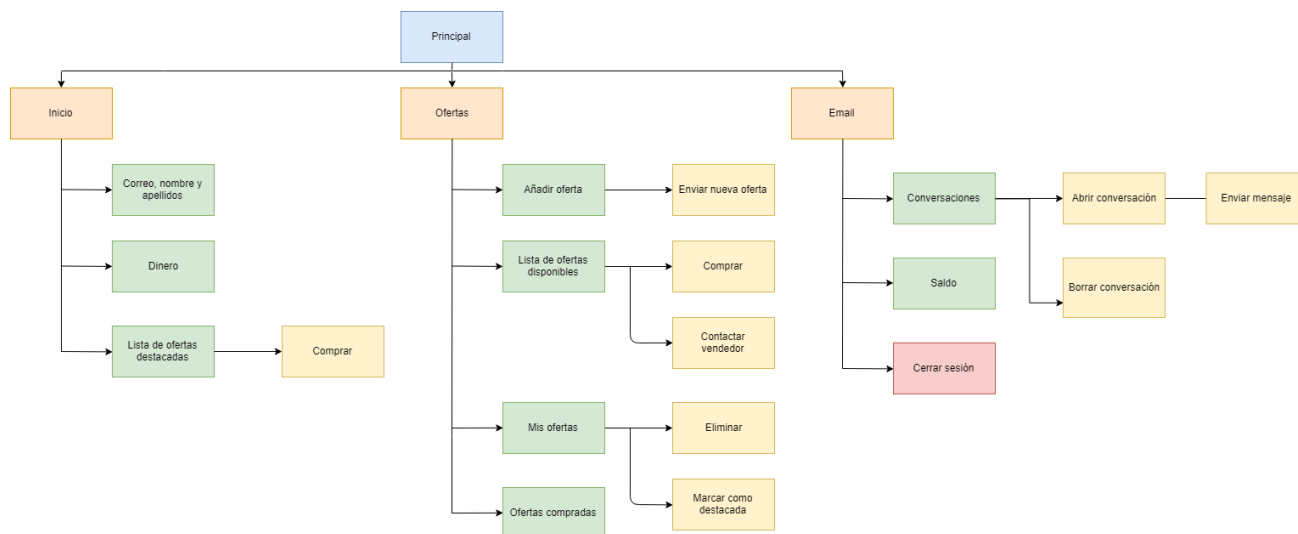 Principal
Inicio
Ofertas
Email
Correo, nombre y
apellidos
Añadir oferta
Enviar nueva oferta
Conversaciones
Abrir conversación
Enviar mensaje
Dinero
Lista de ofertas
disponibles
Comprar
Saldo
Borrar conversación
Lista de ofertas
destacadas
Comprar
Contactar
vendedor
Cerrar sesión
Mis ofertas
Eliminar
Ofertas compradas
Marcar como
destacada